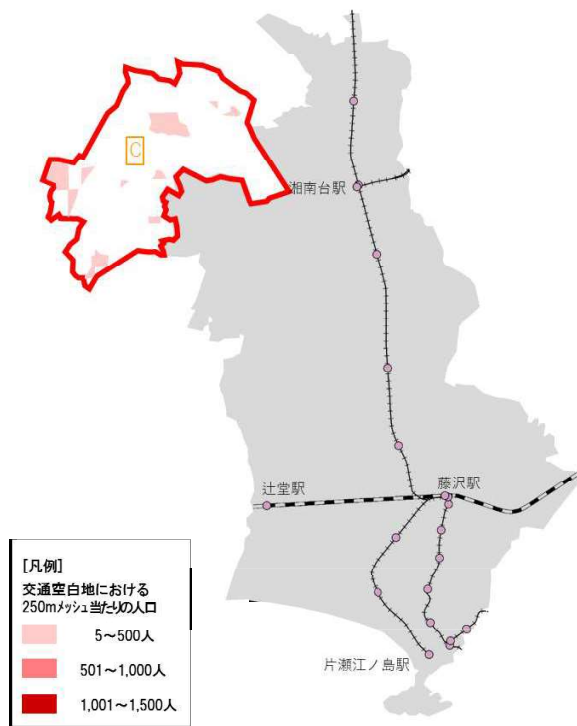 C
湘南台駅
藤沢駅
辻堂駅
片瀬江ノ島駅
[凡例]
交通空白地における
250mメッシュ当たりの人口
5～500人
501～1,000人
1,001～1,500人